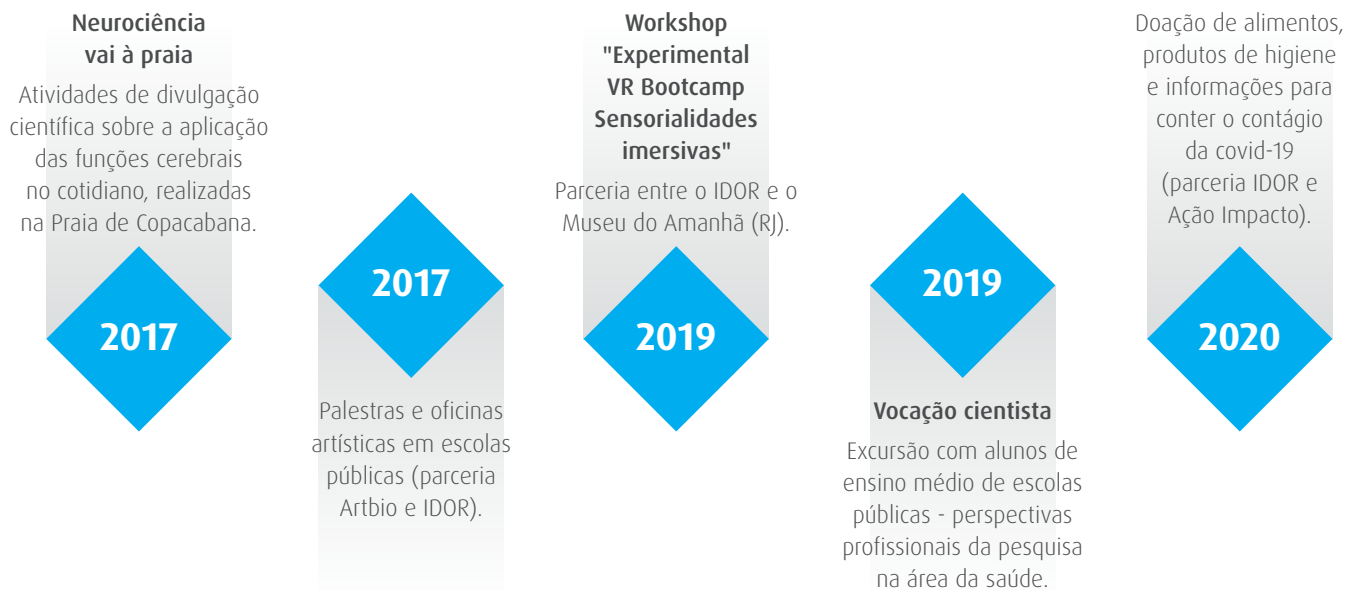 Neurociência
vai à praia
Atividades de divulgação
científica sobre a aplicação
das funções cerebrais
no cotidiano, realizadas
na Praia de Copacabana.
2017
2017
Palestras e oficinas
artísticas em escolas
públicas (parceria
Artbio e IDOR).
Workshop
"Experimental
VR Bootcamp
Sensorialidades
imersivas"
Parceria entre o IDOR e o
Museu do Amanhã (RJ).
2019
2019
Vocação cientista
Excursão com alunos de
ensino médio de escolas
públicas - perspectivas
profissionais da pesquisa
na área da saúde.
Doação de alimentos,
produtos de higiene
e informações para
conter o contágio
da covid-19
(parceria IDOR e
Ação Impacto).
2020